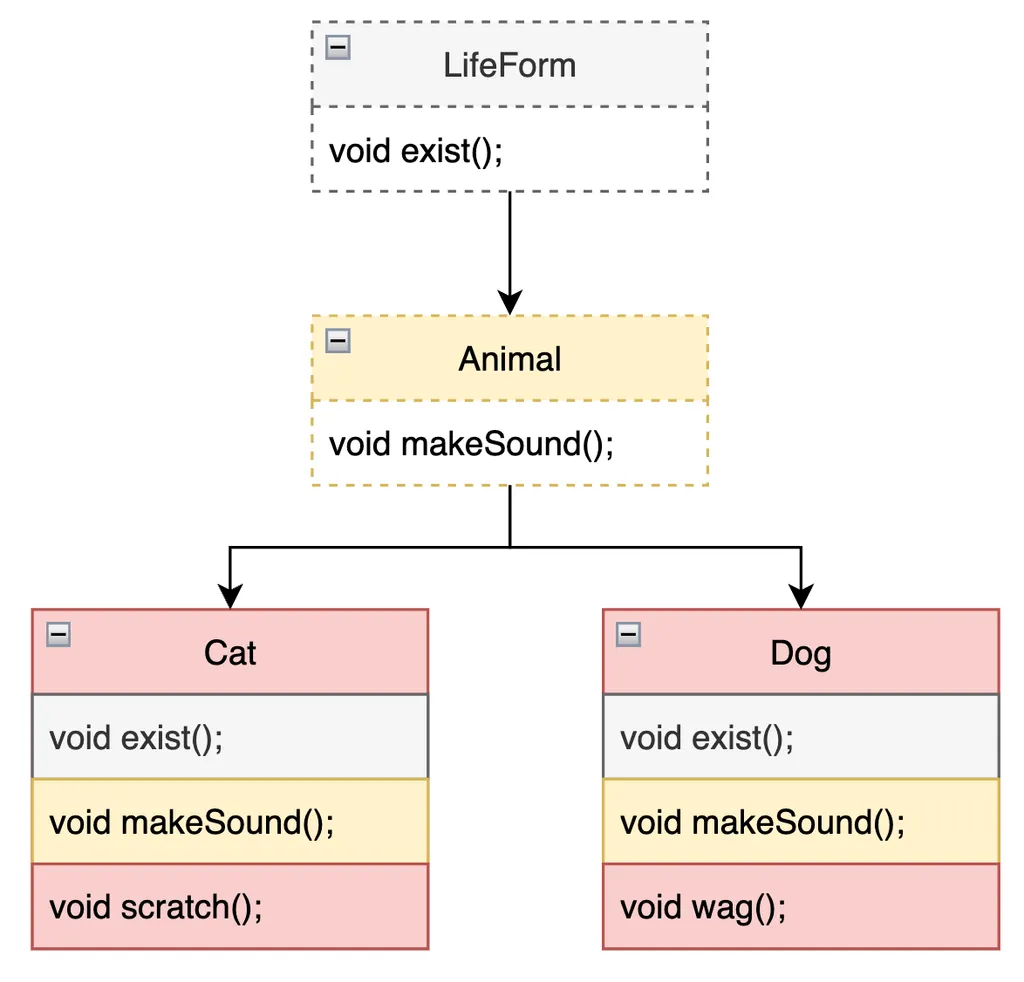 LifeForm
void exist();
Animal
void makeSound();
Cat
void exist();
void makeSound();
void scratch();
Dog
void exist();
void makeSound();
void wag();